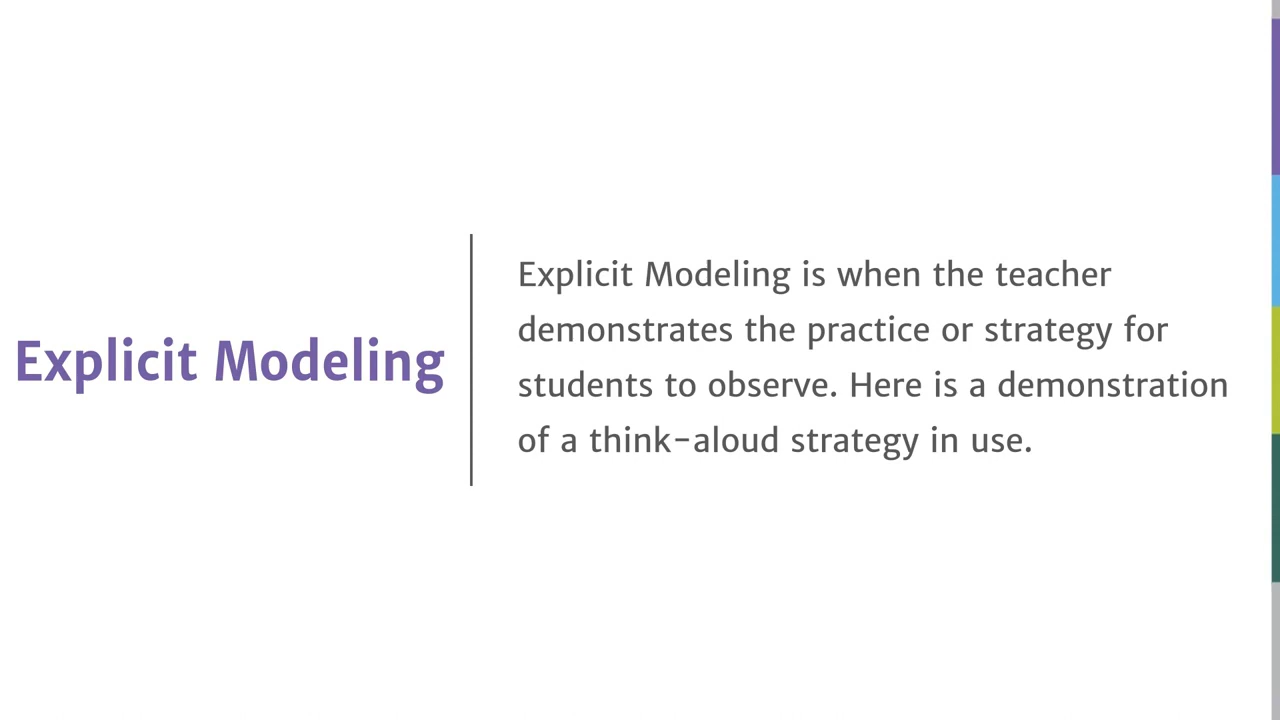 Explicit Modeling
Explicit Modeling is when the teacher
demonstrates the practice or strategy for
students to observe. Here is a demonstration
of a think-aloud strategy in use.